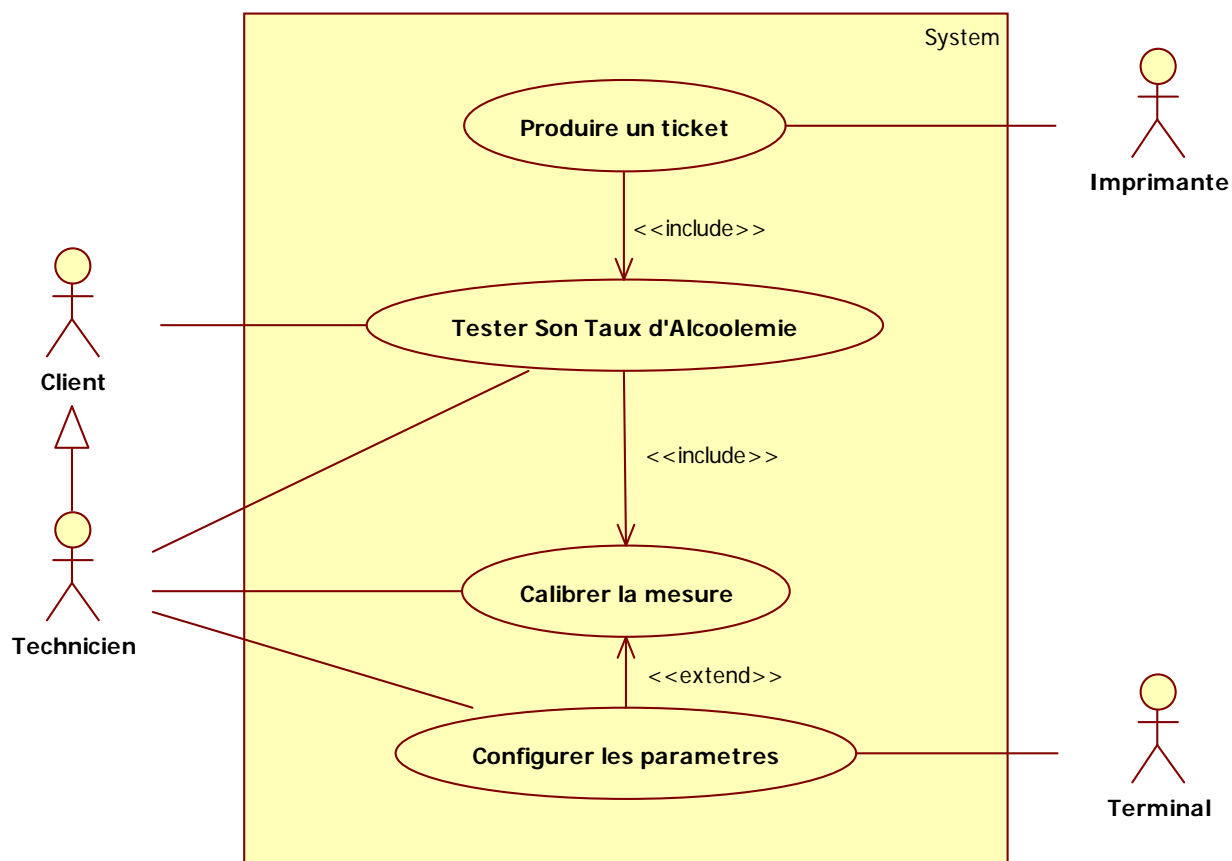 System
Produire un ticket
Imprimante
<<include>>
Tester Son Taux d'Alcoolemie
Client
<<include>>
Calibrer la mesure
Technicien
<<extend>>
Configurer les parametres
Terminal